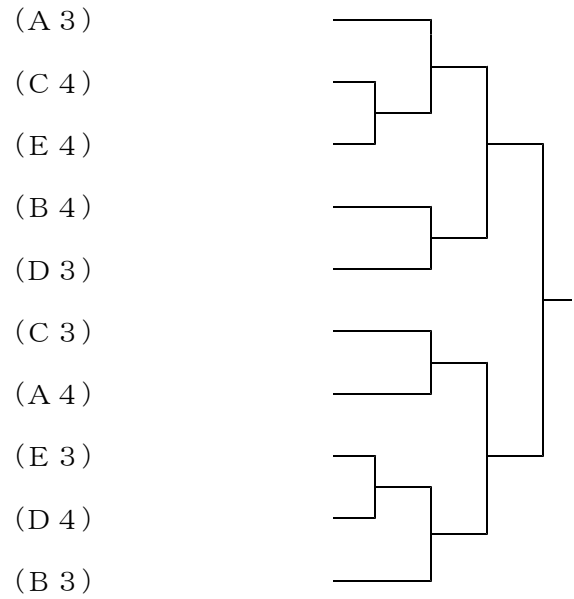 （A 3）
（C 4）
（E 4）
（B 4）
（D 3）
（C 3）
（A 4）
（E 3）
（D 4）
（B 3）